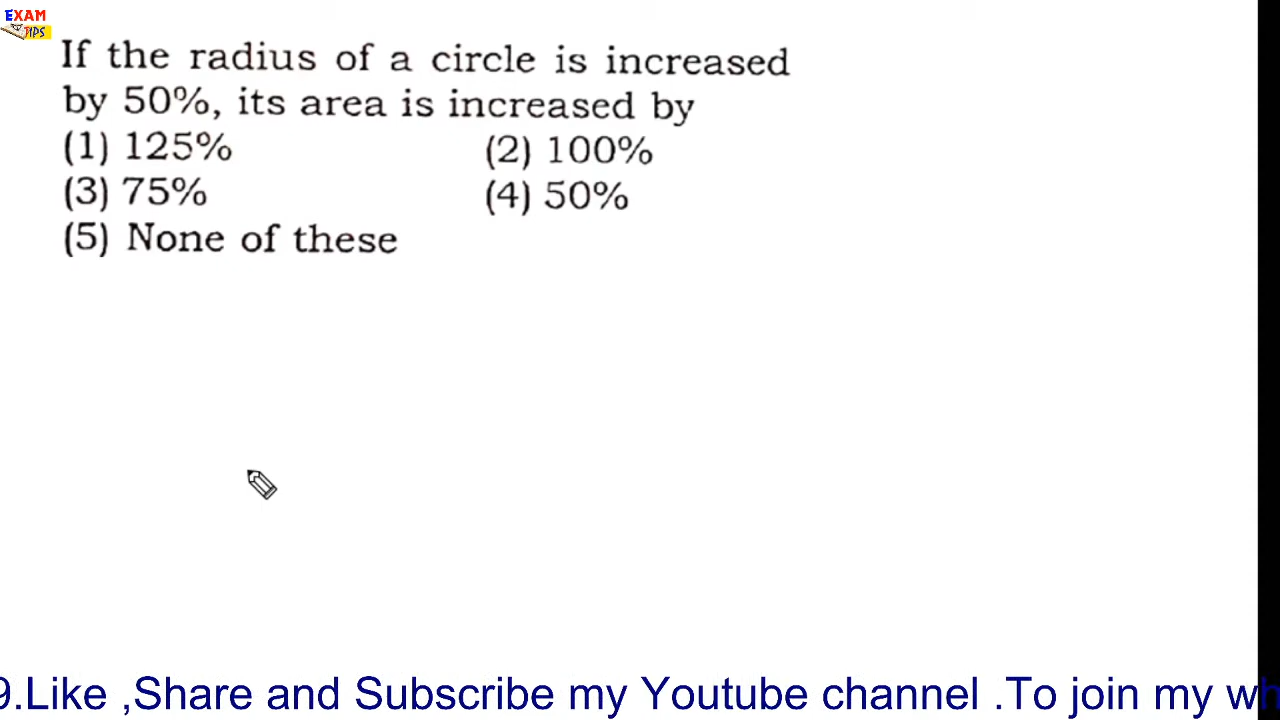 EXAM
TIPS
If the radius of a circle is increased
by 50%, its area is increased by
(1) 125% (2) 100%
(3) 75% (4) 50%
(5) None of these
9.Like ,Share and Subscribe my Youtube channel .To join my wh